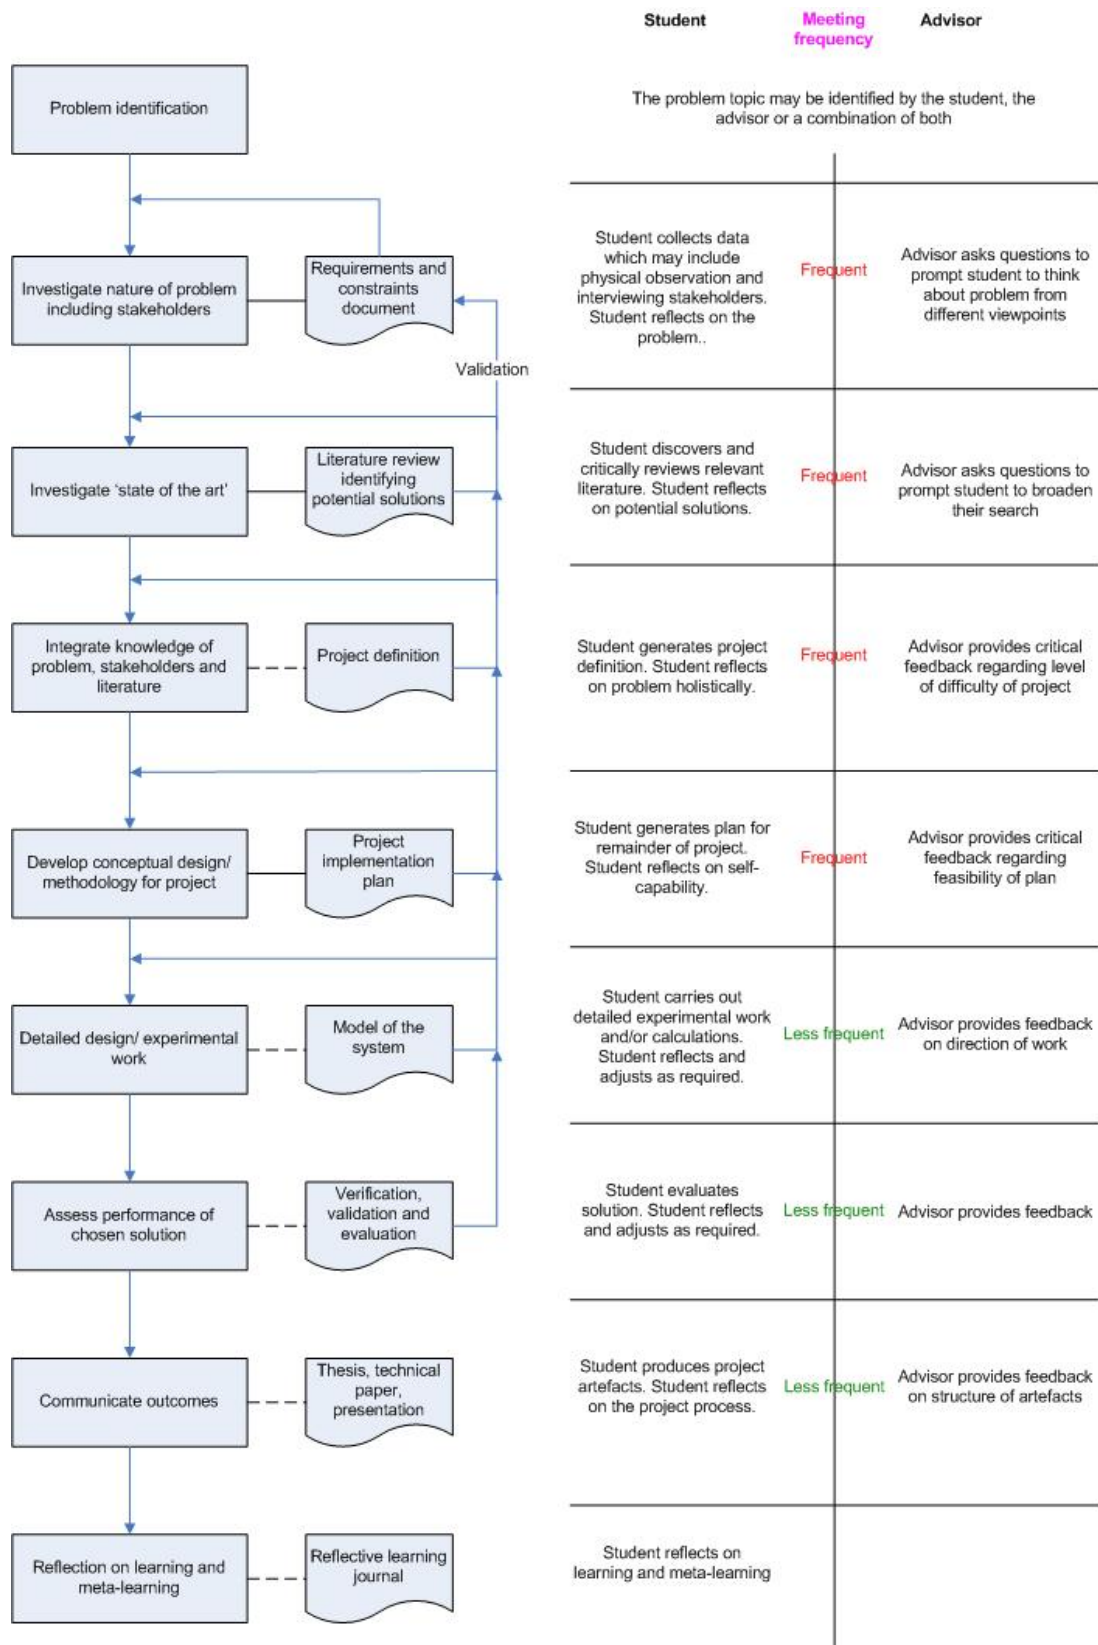 Student
Meeting
frequency
Advisor
Problem identification
The problem topic may be identified by the student, the
advisor or a combination of both
Investigate nature of problem
including stakeholders
Requirements and
constraints
document
Student collects data
which may include
physical observation and
interviewing stakeholders.
Student reflects on the
problem..
Frequent
Advisor asks questions to
prompt student to think
about problem from
different viewpoints
Validation
Investigate ‘state of the art’
Literature review
identifying
potential solutions
Student discovers and
critically reviews relevant
literature. Student reflects
on potential solutions.
Frequent
Advisor asks questions to
prompt student to broaden
their search
Integrate knowledge of
problem, stakeholders and
literature
Project definition
Student generates project
definition. Student reflects
on problem holistically.
Frequent
Advisor provides critical
feedback regarding level
of difficulty of project
Develop conceptual design/
methodology for project
Project
implementation
plan
Student generates plan for
remainder of project.
Student reflects on self-
capability.
Frequent
Advisor provides critical
feedback regarding
feasibility of plan
Detailed design/ experimental
work
Model of the
system
Student carries out
detailed experimental work
and/or calculations.
Student reflects and
adjusts as required.
Less frequent
Advisor provides feedback
on direction of work
Assess performance of
chosen solution
Verification,
validation and
evaluation
Student evaluates
solution. Student reflects
and adjusts as required.
Less frequent
Advisor provides feedback
Communicate outcomes
Thesis, technical
paper,
presentation
Student produces project
artefacts. Student reflects
on the project process.
Less frequent
Advisor provides feedback
on structure of artefacts
Reflection on learning and
meta-learning
Reflective learning
journal
Student reflects on
learning and meta-learning